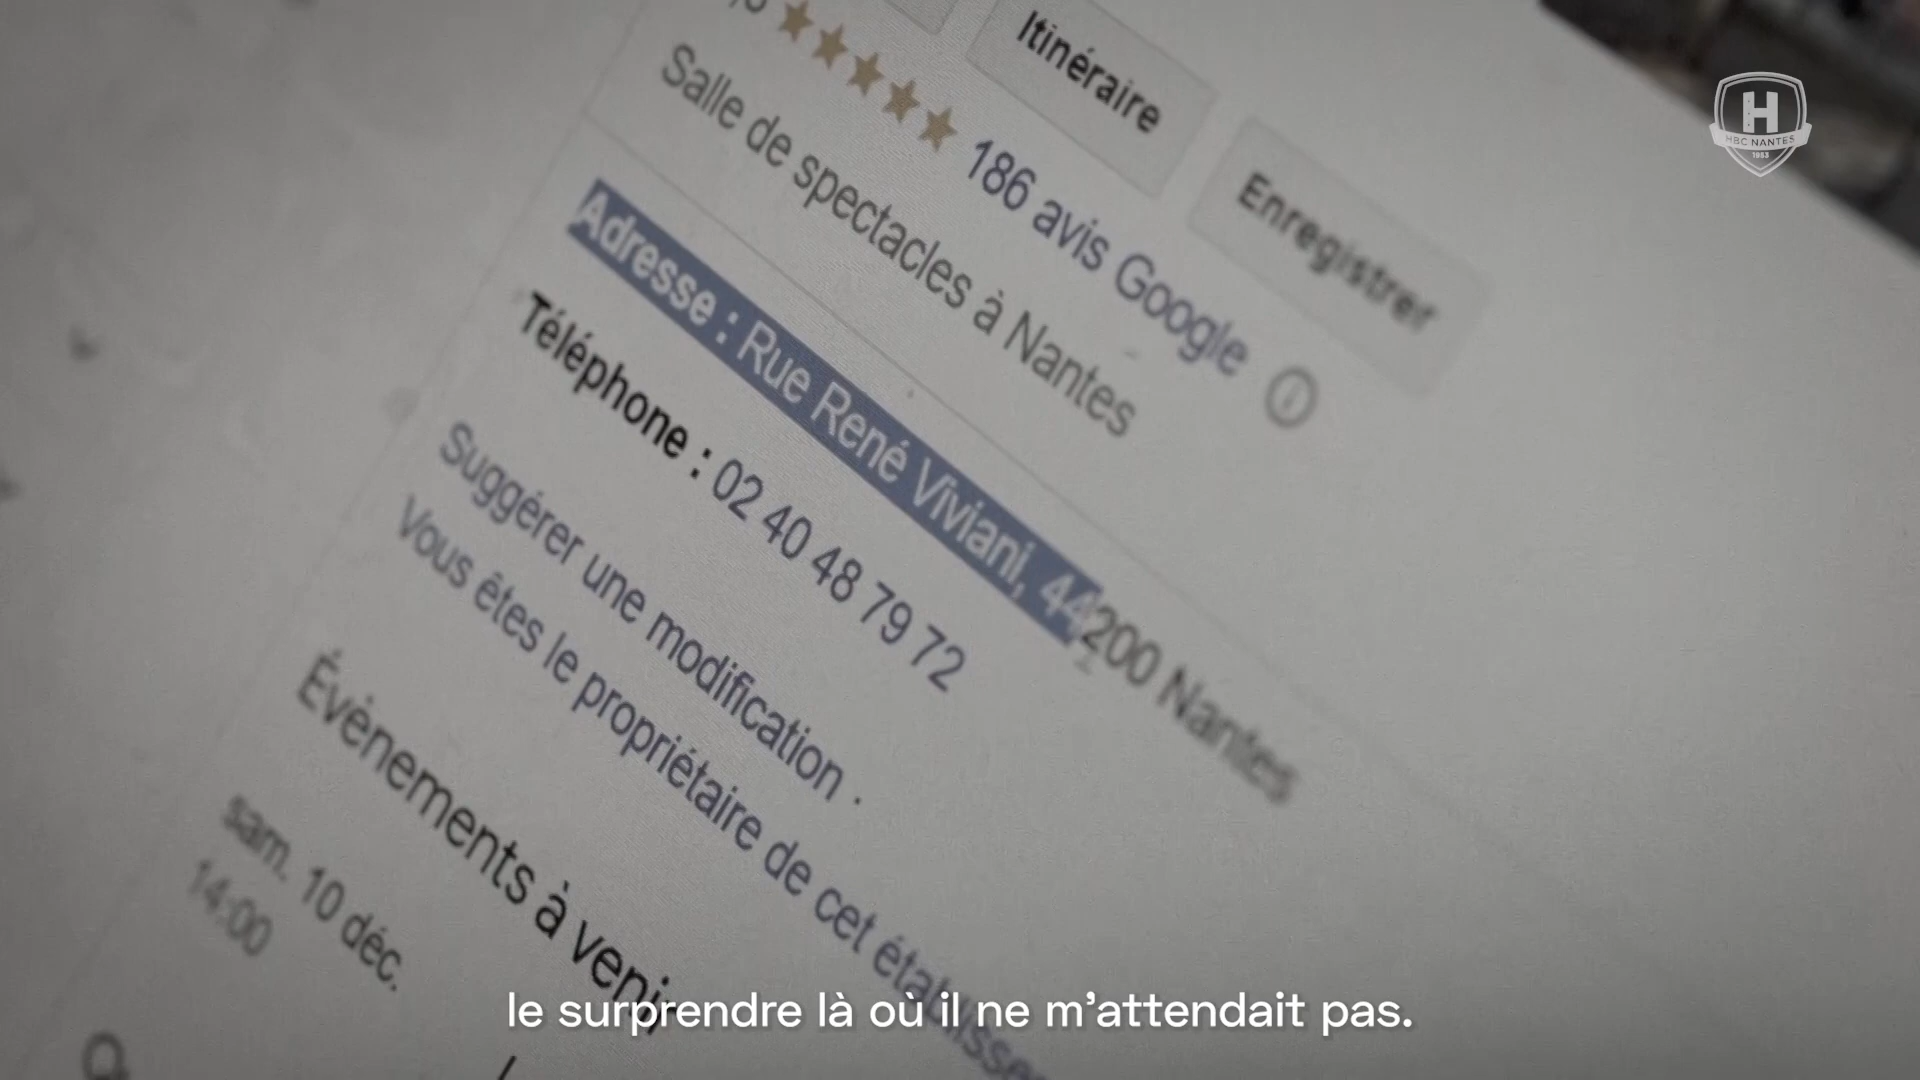 Itinéraire
Enregistrer
186 avis Google
Salle de spectacles à Nantes
Adresse : Rue René Viviani, 44200 Nantes
Téléphone : 02 40 48 79 72
Suggérer une modification ·
Vous êtes le propriétaire de cet
Événements à venir
sam. 10 déc.
14:00
H
HBC NANTES
1953
le surprendre là où il ne m'attendait pas.